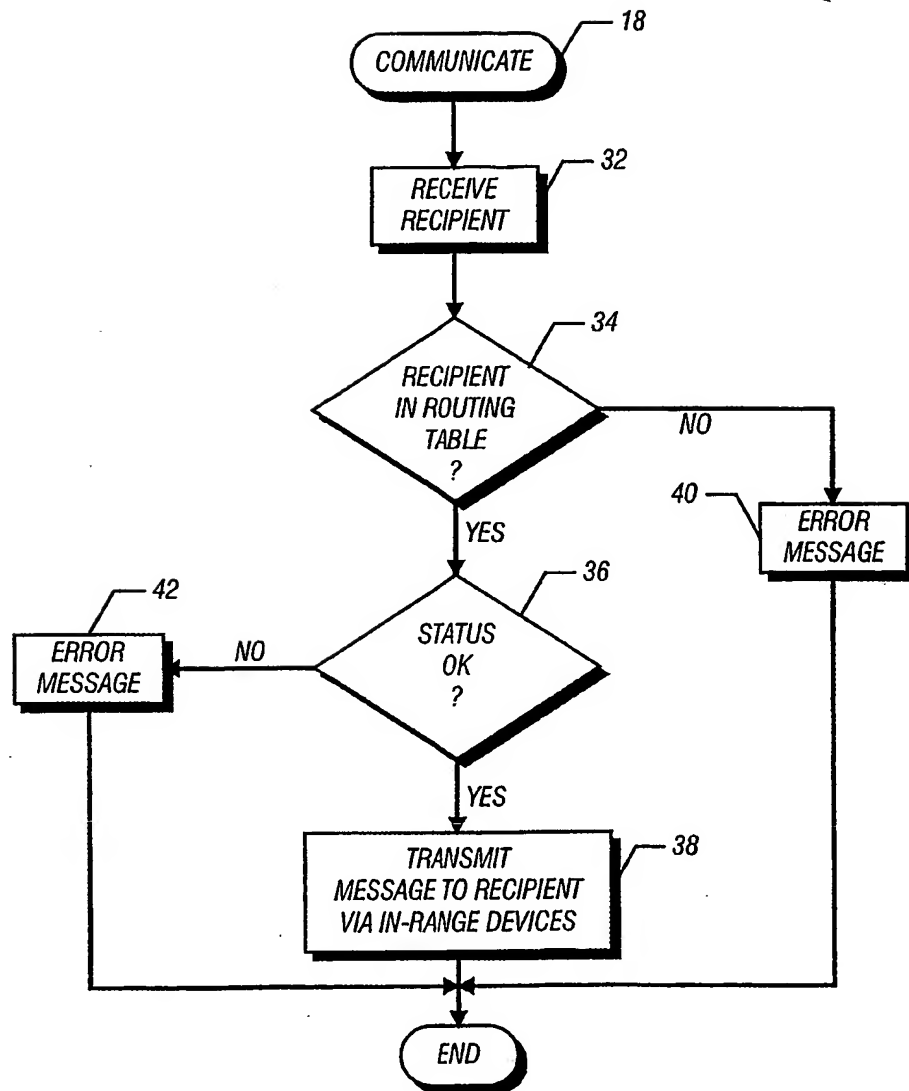 18
COMMUNICATE
32
RECEIVE
RECIPIENT
34
RECIPIENT
IN ROUTING
TABLE
?
NO
40
ERROR
MESSAGE
YES
36
42
STATUS
OK
?
NO
ERROR
MESSAGE
YES
38
TRANSMIT
MESSAGE TO RECIPIENT
VIA IN-RANGE DEVICES
END